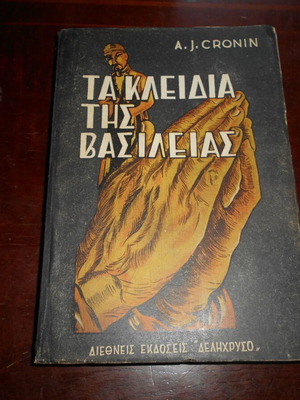 A.J. CRONIN
ΤΑ ΚΛΕΙΔΙΑ
ΤΗΣ
ΒΑΣΙΛΕΙΑΣ
ΔΙΕΘΝΕΙΣ ΕΚΔΟΣΕΙΣ "ΔΕΛΗΧΡΥΣΟ„